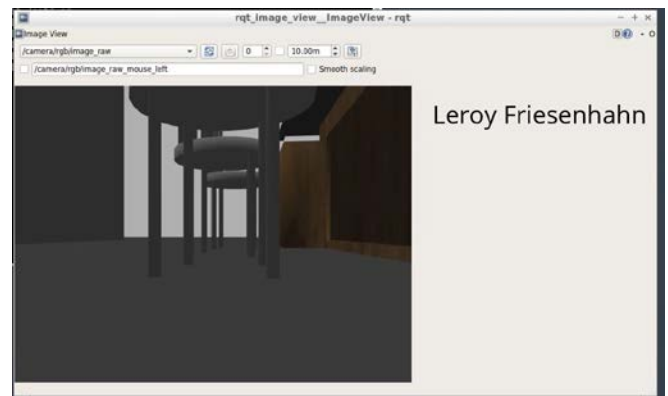 rqt_image_view__ImageView - rqt
Image View
D
/camera/rgb/image_raw
0
10.00m
/camera/rgb/image_raw_mouse_left
Smooth scaling
Leroy Friesenhahn